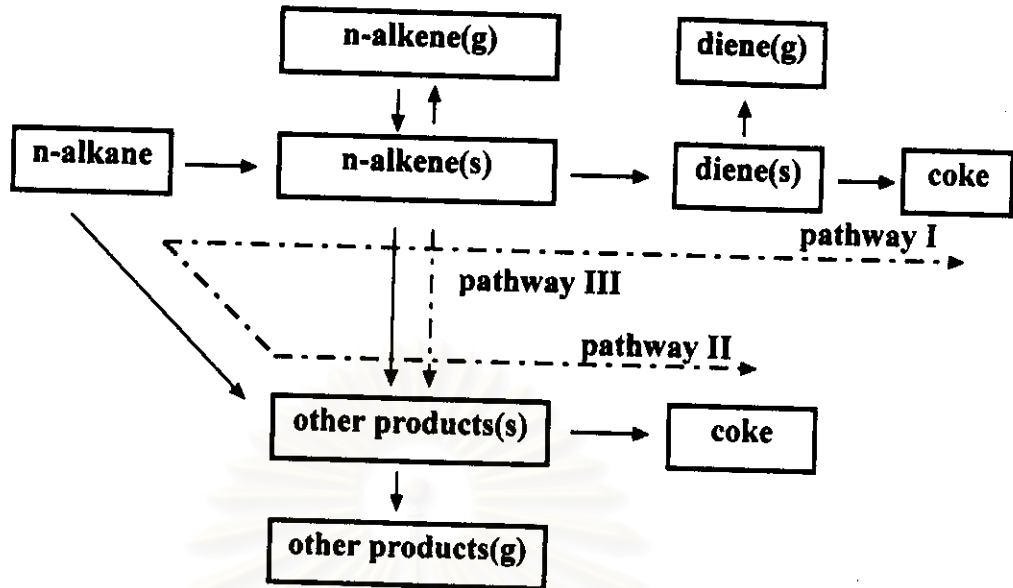 n-alkene(g)
diene(g)
n-alkane
n-alkene(s)
diene(s)
coke
pathway I
pathway III
pathway II
other products(s)
coke
other products(g)